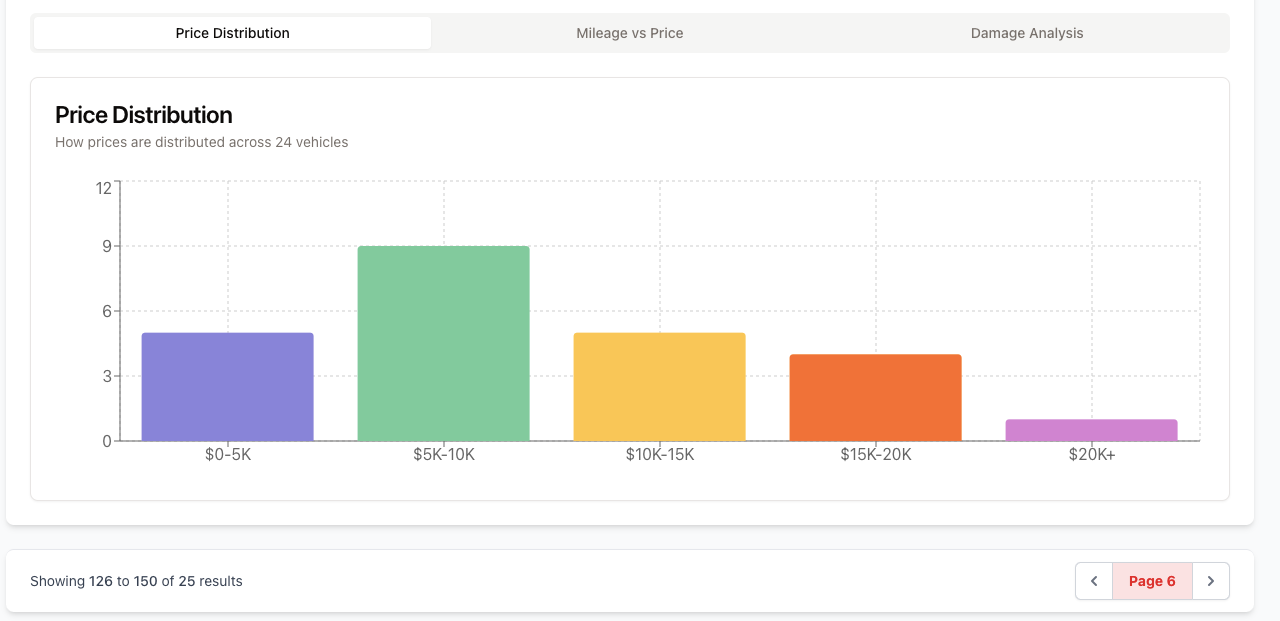 Price Distribution
Mileage vs Price
Damage Analysis
Price Distribution
How prices are distributed across 24 vehicles
12
9
6
3
0
$0-5K
$5K-10K
$10K-15K
$15K-20K
$20K+
Showing 126 to 150 of 25 results
Page 6